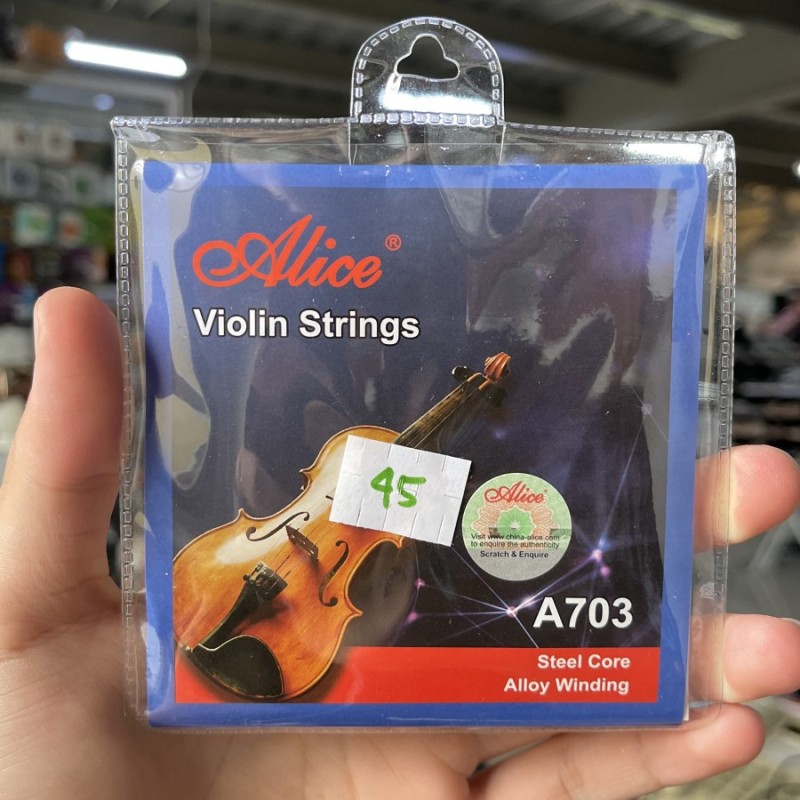 Alice®
Violin Strings
45
Alice®
Visit www.china-alice.com
to enquire the authenticity
Scratch & Enquire
A703
Steel Core
Alloy Winding